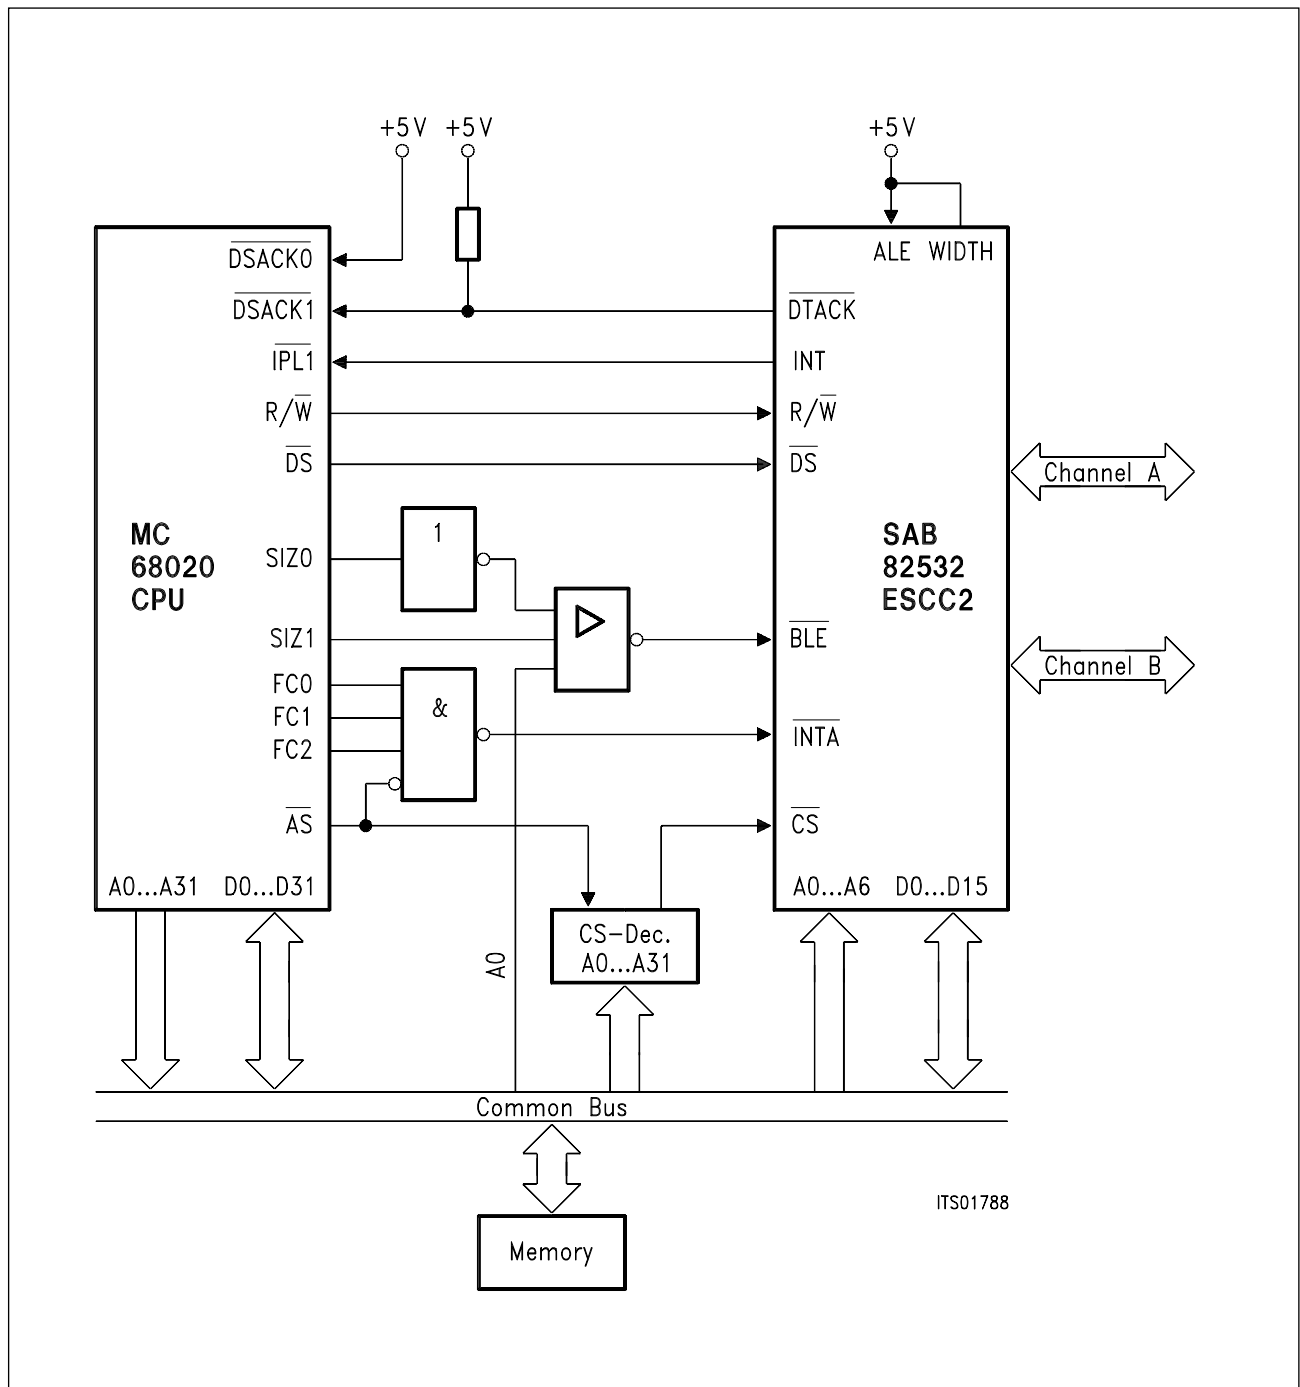 +5V +5V +5V
DSACK0
ALE WIDTH
DSACK1
DTACK
IPL1
INT
R/W
R/W
DS
DS
Channel A
MC
68020
CPU
SAB
82532
ESCC2
1
SIZ0
SIZ1
BLE
Channel B
FC0
FC1
FC2
&
INTA
AS
CS
A0...A31 D0...D31
A0...A6 D0...D15
CS-Dec.
A0...A31
A0
Common Bus
ITS01788
Memory